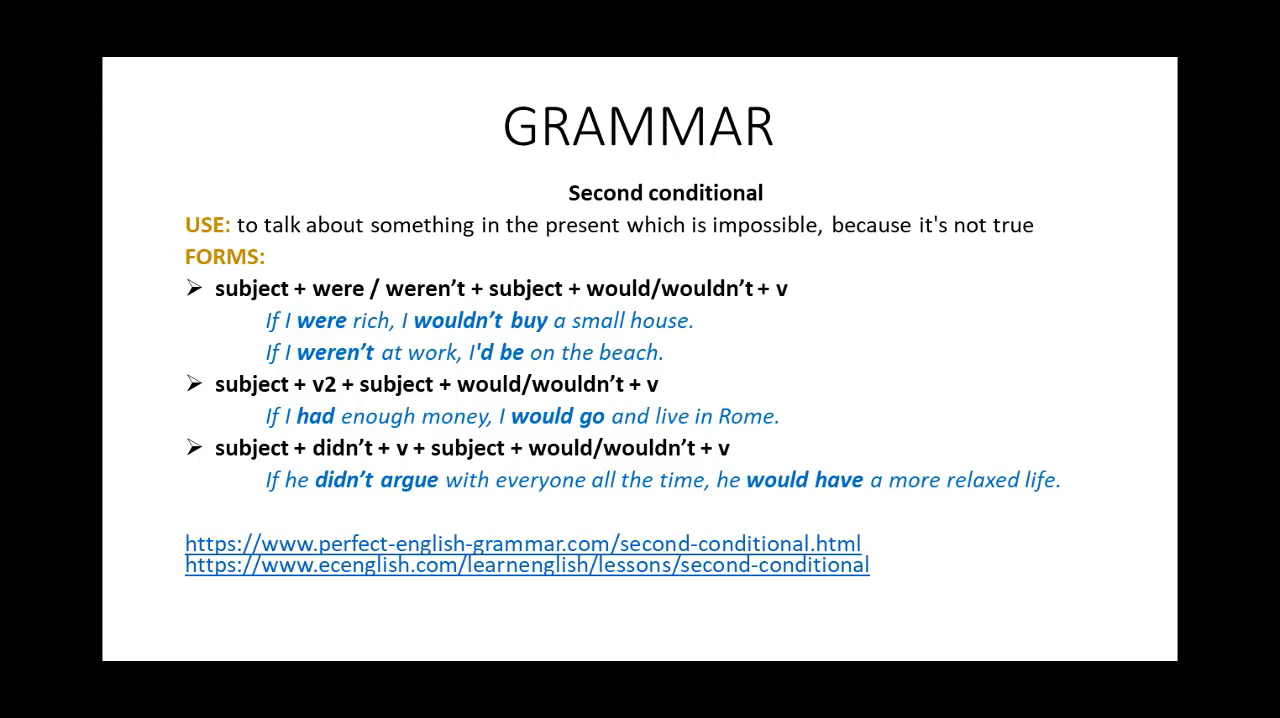 GRAMMAR
Second conditional
USE: to talk about something in the present which is impossible, because it's not true
FORMS:
➢ subject + were / weren’t + subject + would/wouldn’t + v
If I were rich, I wouldn’t buy a small house.
If I weren’t at work, I'd be on the beach.
➢ subject + v2 + subject + would/wouldn’t + v
If I had enough money, I would go and live in Rome.
➢ subject + didn’t + v + subject + would/wouldn’t + v
If he didn’t argue with everyone all the time, he would have a more relaxed life.
https://www.perfect-english-grammar.com/second-conditional.html
https://www.ecenglish.com/learnenglish/lessons/second-conditional